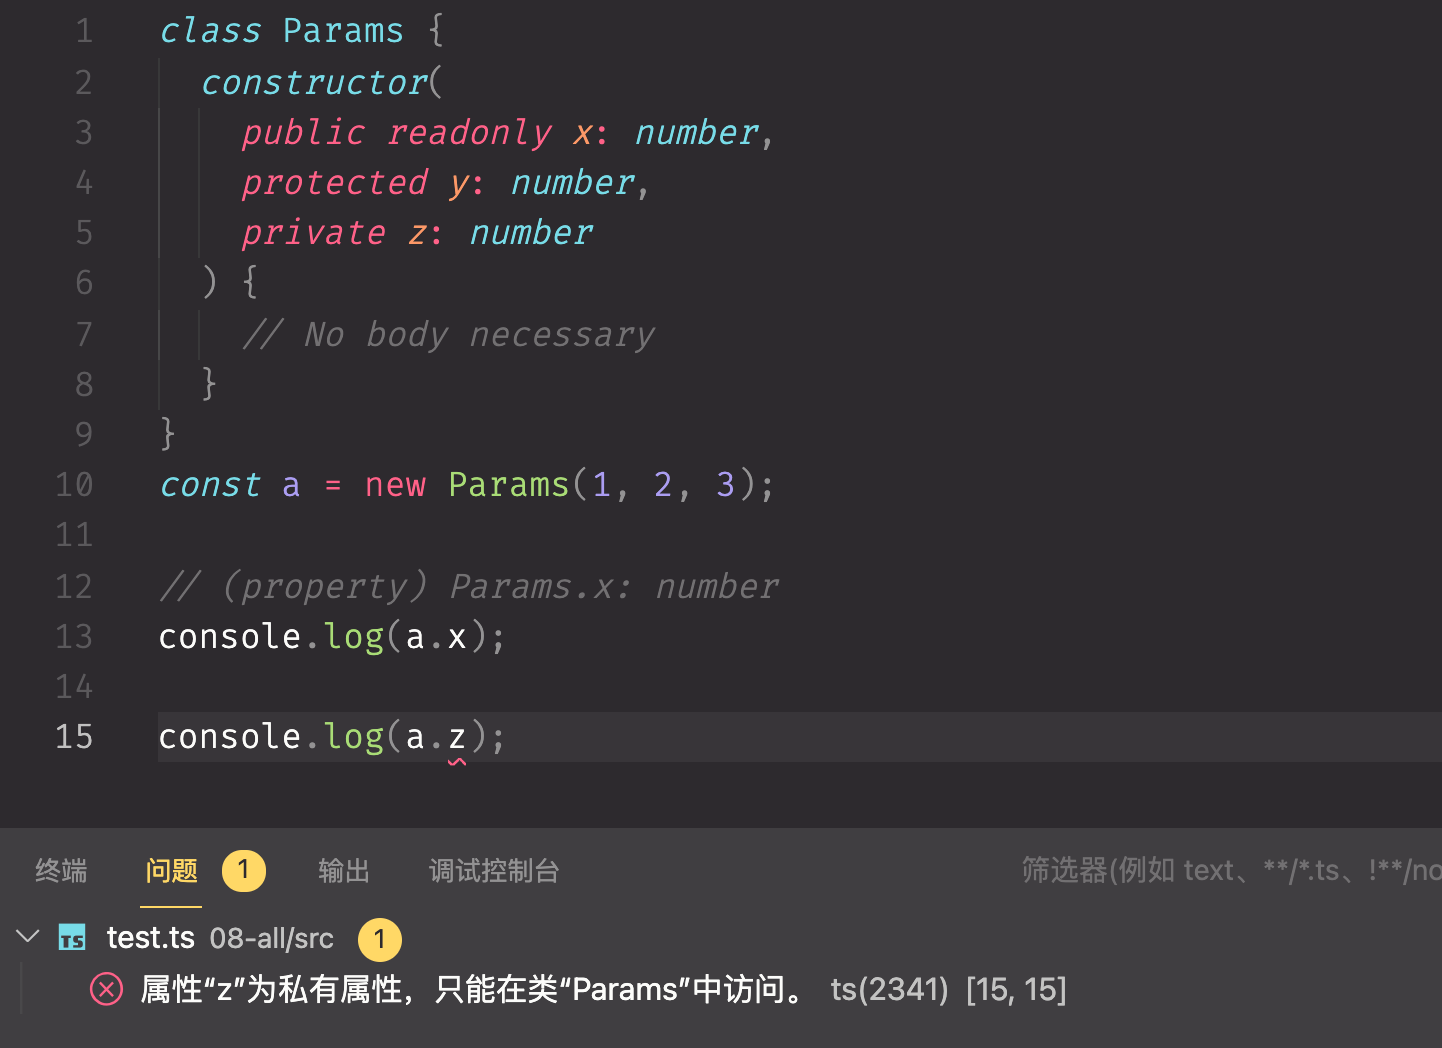 1 class Params {
2 constructor(
3 public readonly x: number,
4 protected y: number,
5 private z: number
6 ) {
7 // No body necessary
8 }
9 }
10 const a = new Params(1, 2, 3);
11
12 // (property) Params.x: number
13 console.log(a.x);
14
15 console.log(a.z);
终端 问题 1 输出 调试控制台 筛选器(例如 text、**/*.ts、!**/no
TS test.ts 08-all/src 1
属性“z”为私有属性，只能在类“Params”中访问。 ts(2341) [15, 15]